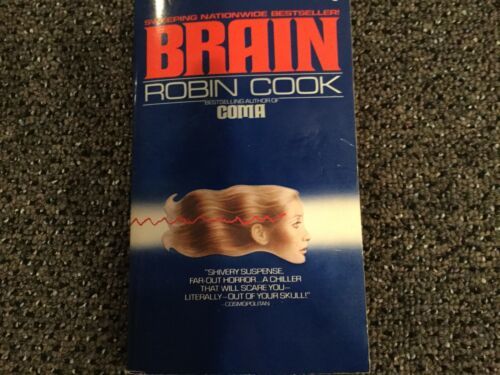 SWEEPING NATIONWIDE BESTSELLER!
BRAIN
ROBIN COOK
BESTSELLING AUTHOR OF
COMA
"SHIVERY SUSPENSE,
FAR-OUT HORROR...A CHILLER
THAT WILL SCARE YOU—
LITERALLY—OUT OF YOUR SKULL!"
—COSMOPOLITAN